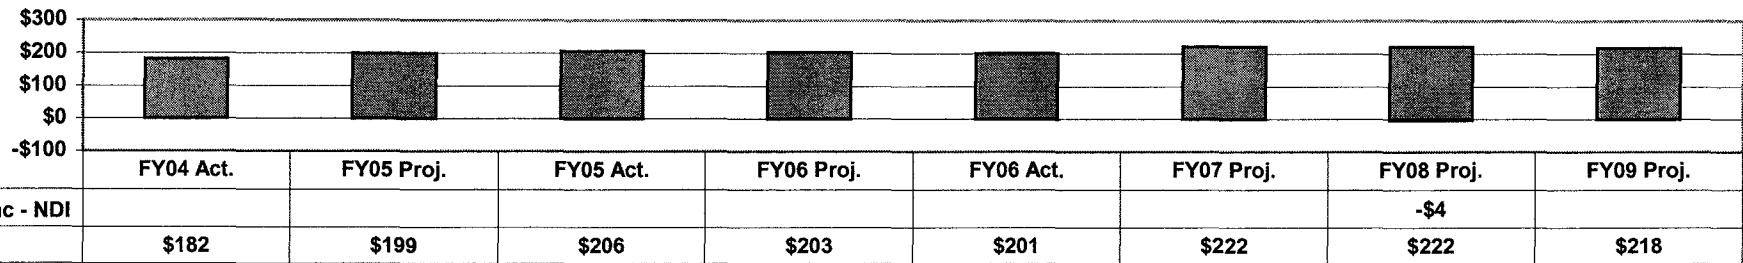 $300
$200
$100
$0
-$100
FY04 Act. FY05 Proj. FY05 Act. FY06 Proj. FY06 Act. FY07 Proj. FY08 Proj. FY09 Proj.
- NDI -$4
$182 $199 $206 $203 $201 $222 $222 $218